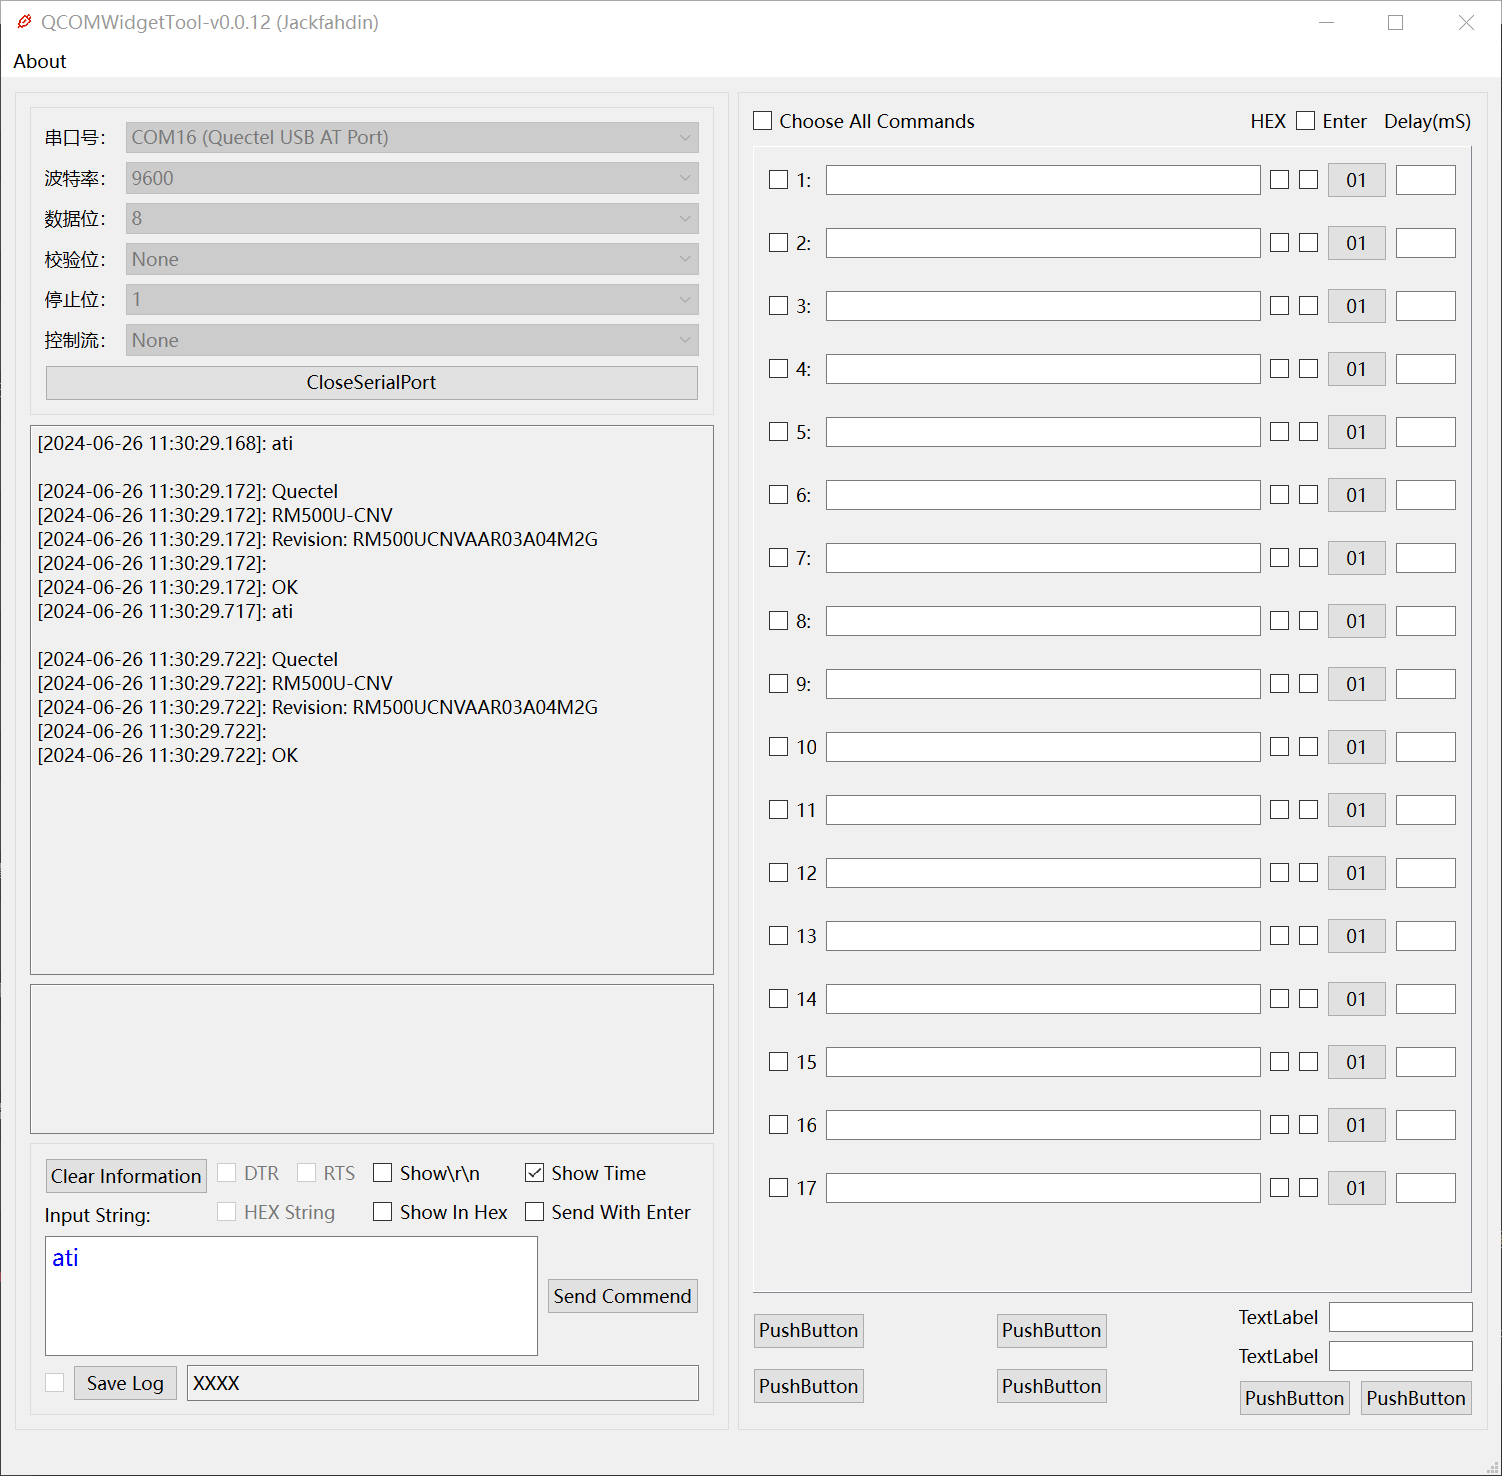 QCOMWidgetTool-v0.0.12 (Jackfahdin)
About
串口号: COM16 (Quectel USB AT Port)
波特率: 9600
数据位: 8
校验位: None
停止位: 1
控制流: None
CloseSerialPort
[2024-06-26 11:30:29.168]: ati
[2024-06-26 11:30:29.172]: Quectel
[2024-06-26 11:30:29.172]: RM500U-CNV
[2024-06-26 11:30:29.172]: Revision: RM500UCNVAAR03A04M2G
[2024-06-26 11:30:29.172]:
[2024-06-26 11:30:29.172]: OK
[2024-06-26 11:30:29.717]: ati
[2024-06-26 11:30:29.722]: Quectel
[2024-06-26 11:30:29.722]: RM500U-CNV
[2024-06-26 11:30:29.722]: Revision: RM500UCNVAAR03A04M2G
[2024-06-26 11:30:29.722]:
[2024-06-26 11:30:29.722]: OK
Clear Information DTR RTS Show\r\n Show Time
Input String: HEX String Show In Hex Send With Enter
ati
Send Commend
Save Log XXXX
Choose All Commands HEX Enter Delay(mS)
1: 01
2: 01
3: 01
4: 01
5: 01
6: 01
7: 01
8: 01
9: 01
10 01
11 01
12 01
13 01
14 01
15 01
16 01
17 01
PushButton PushButton TextLabel
TextLabel
PushButton PushButton PushButton PushButton